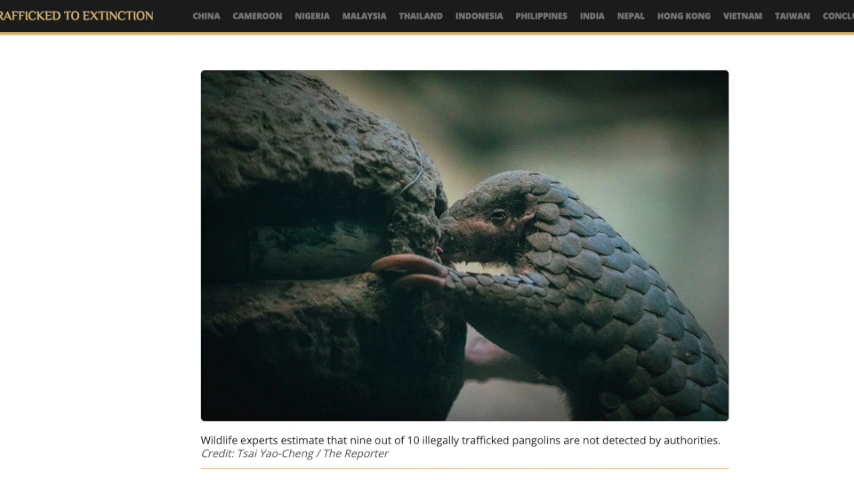 RAFFICKED TO EXTINCTION
CHINA CAMEROON NIGERIA MALAYSIA THAILAND INDONESIA PHILIPPINES INDIA NEPAL HONG KONG VIETNAM TAIWAN CONCLU
Wildlife experts estimate that nine out of 10 illegally trafficked pangolins are not detected by authorities.
Credit: Tsai Yao-Cheng / The Reporter